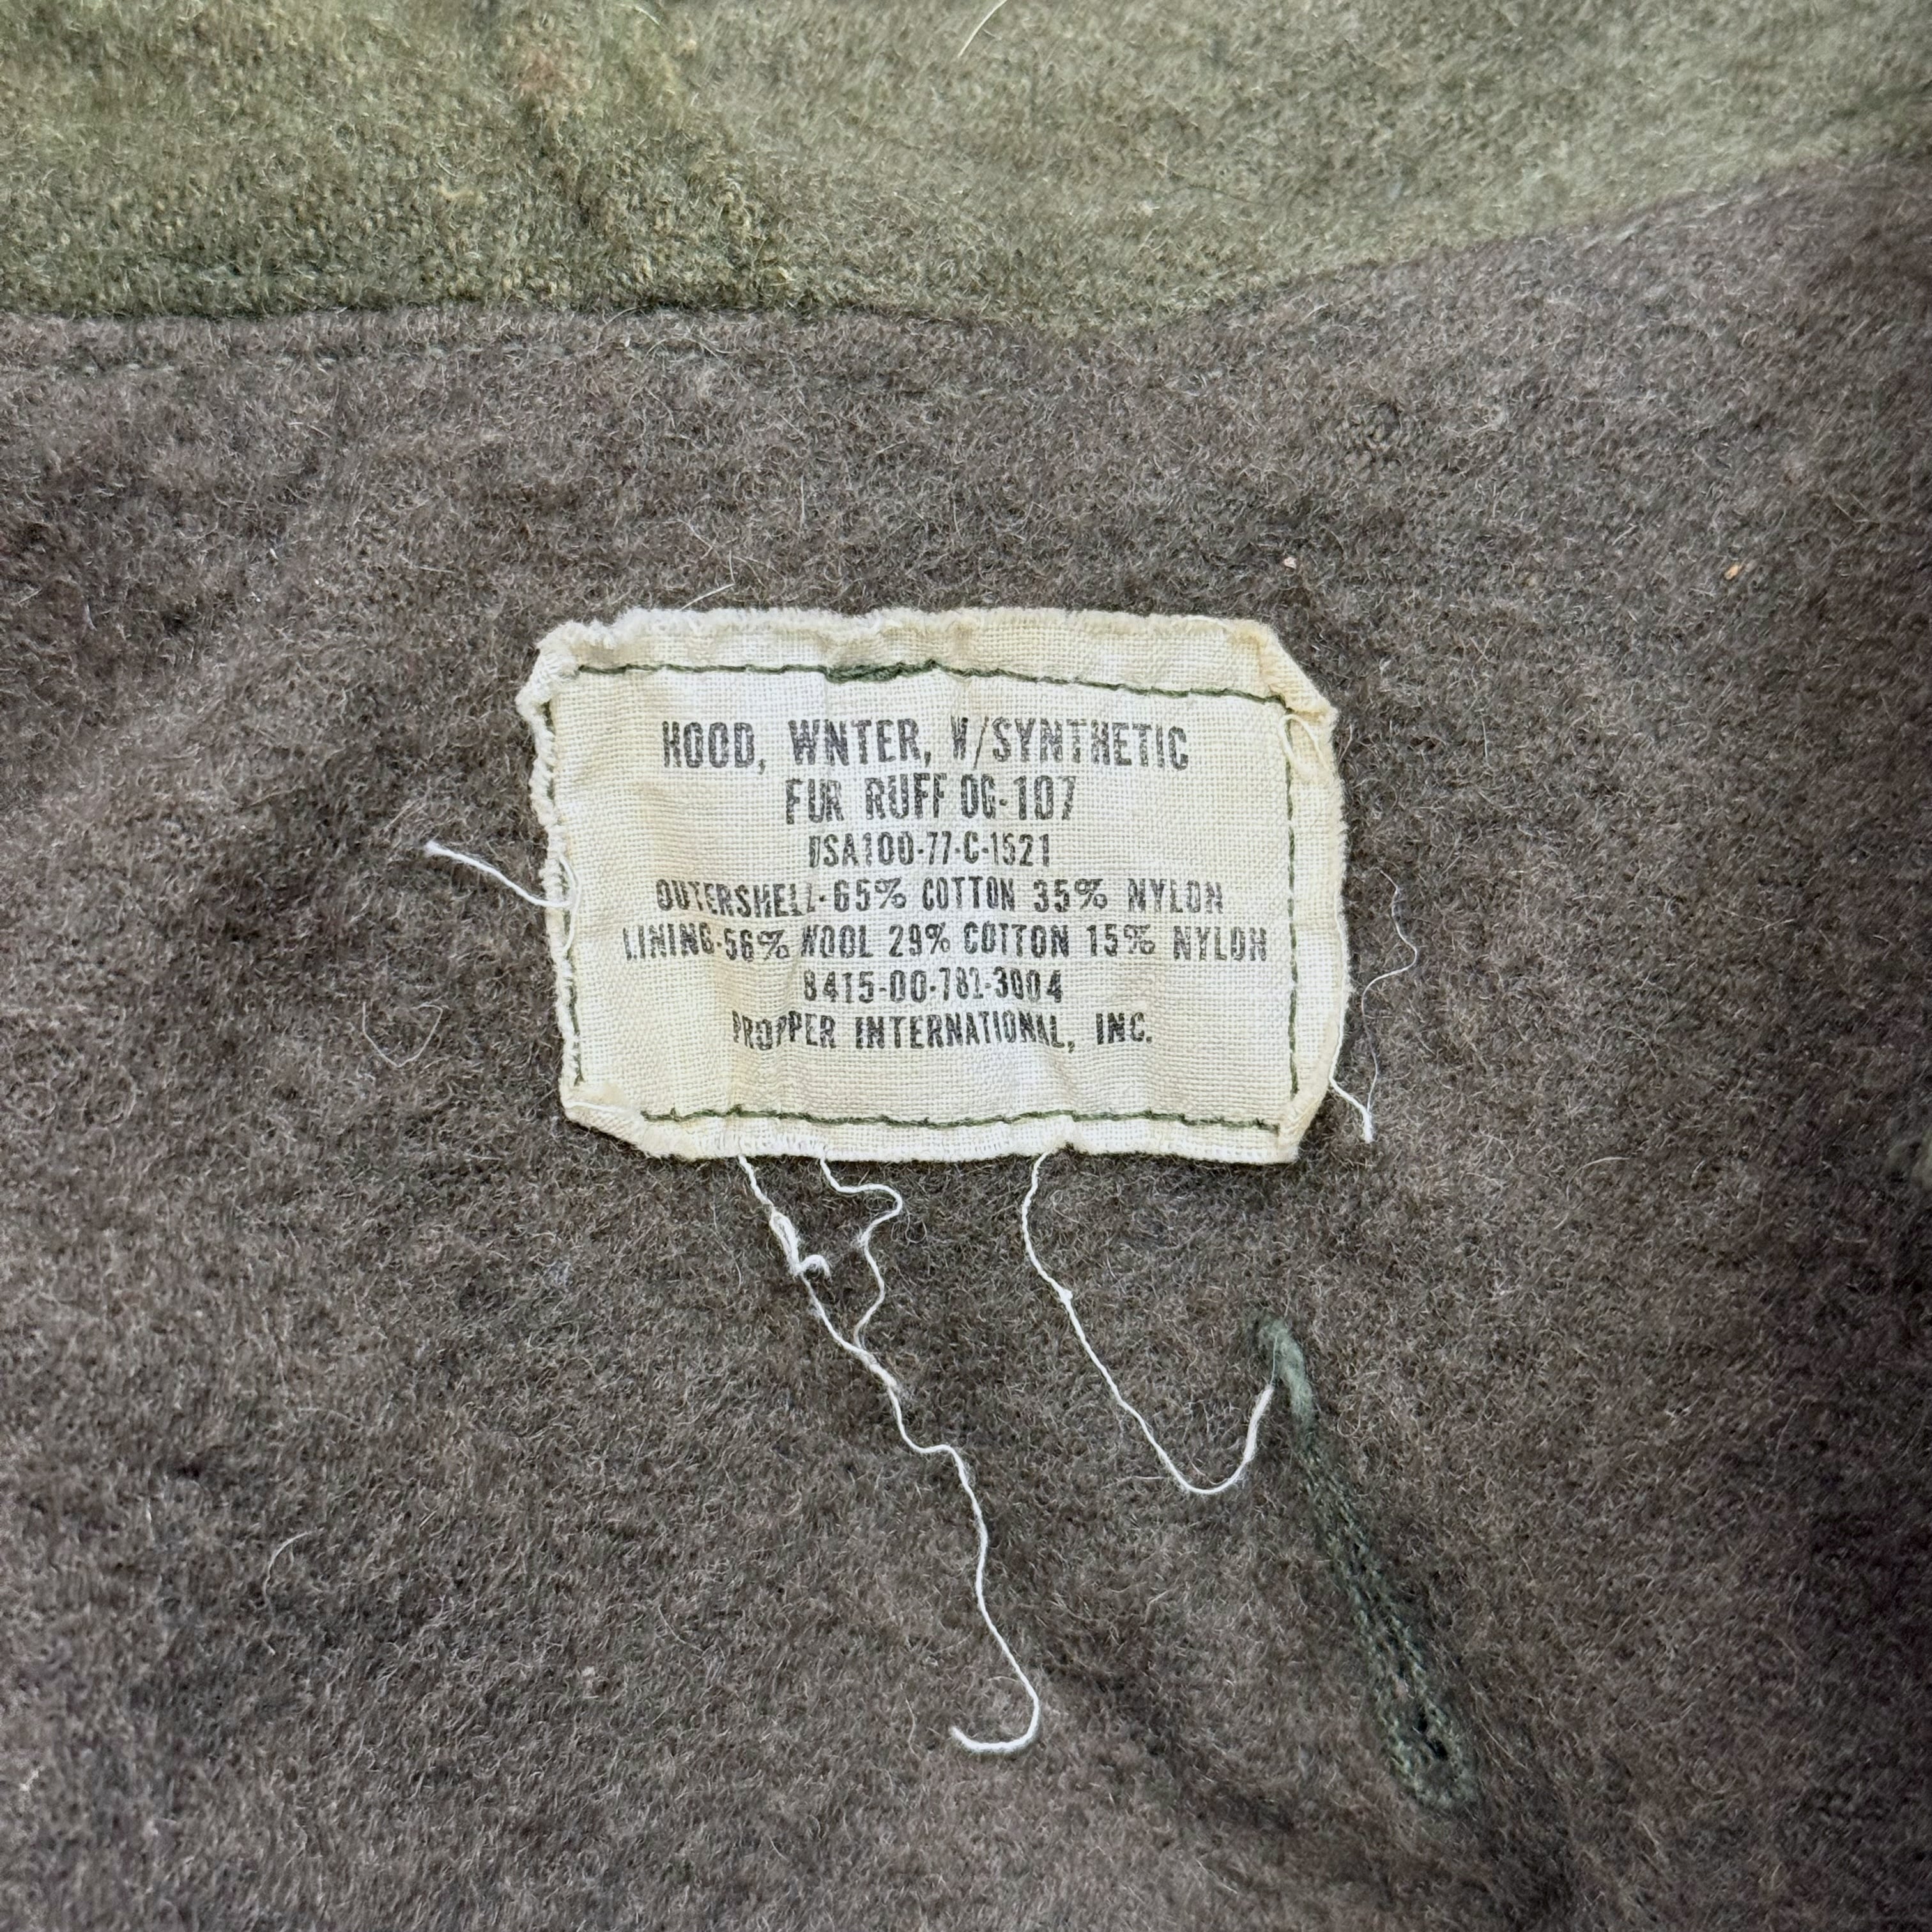 HOOD, WNTER, W/SYNTHETIC
FUR RUFF OG-107
DSA100-77-C-1521
OUTERSHELL-65% COTTON 35% NYLON
LINING-56% WOOL 29% COTTON 15% NYLON
8415-00-782-3004
PROPPER INTERNATIONAL, INC.